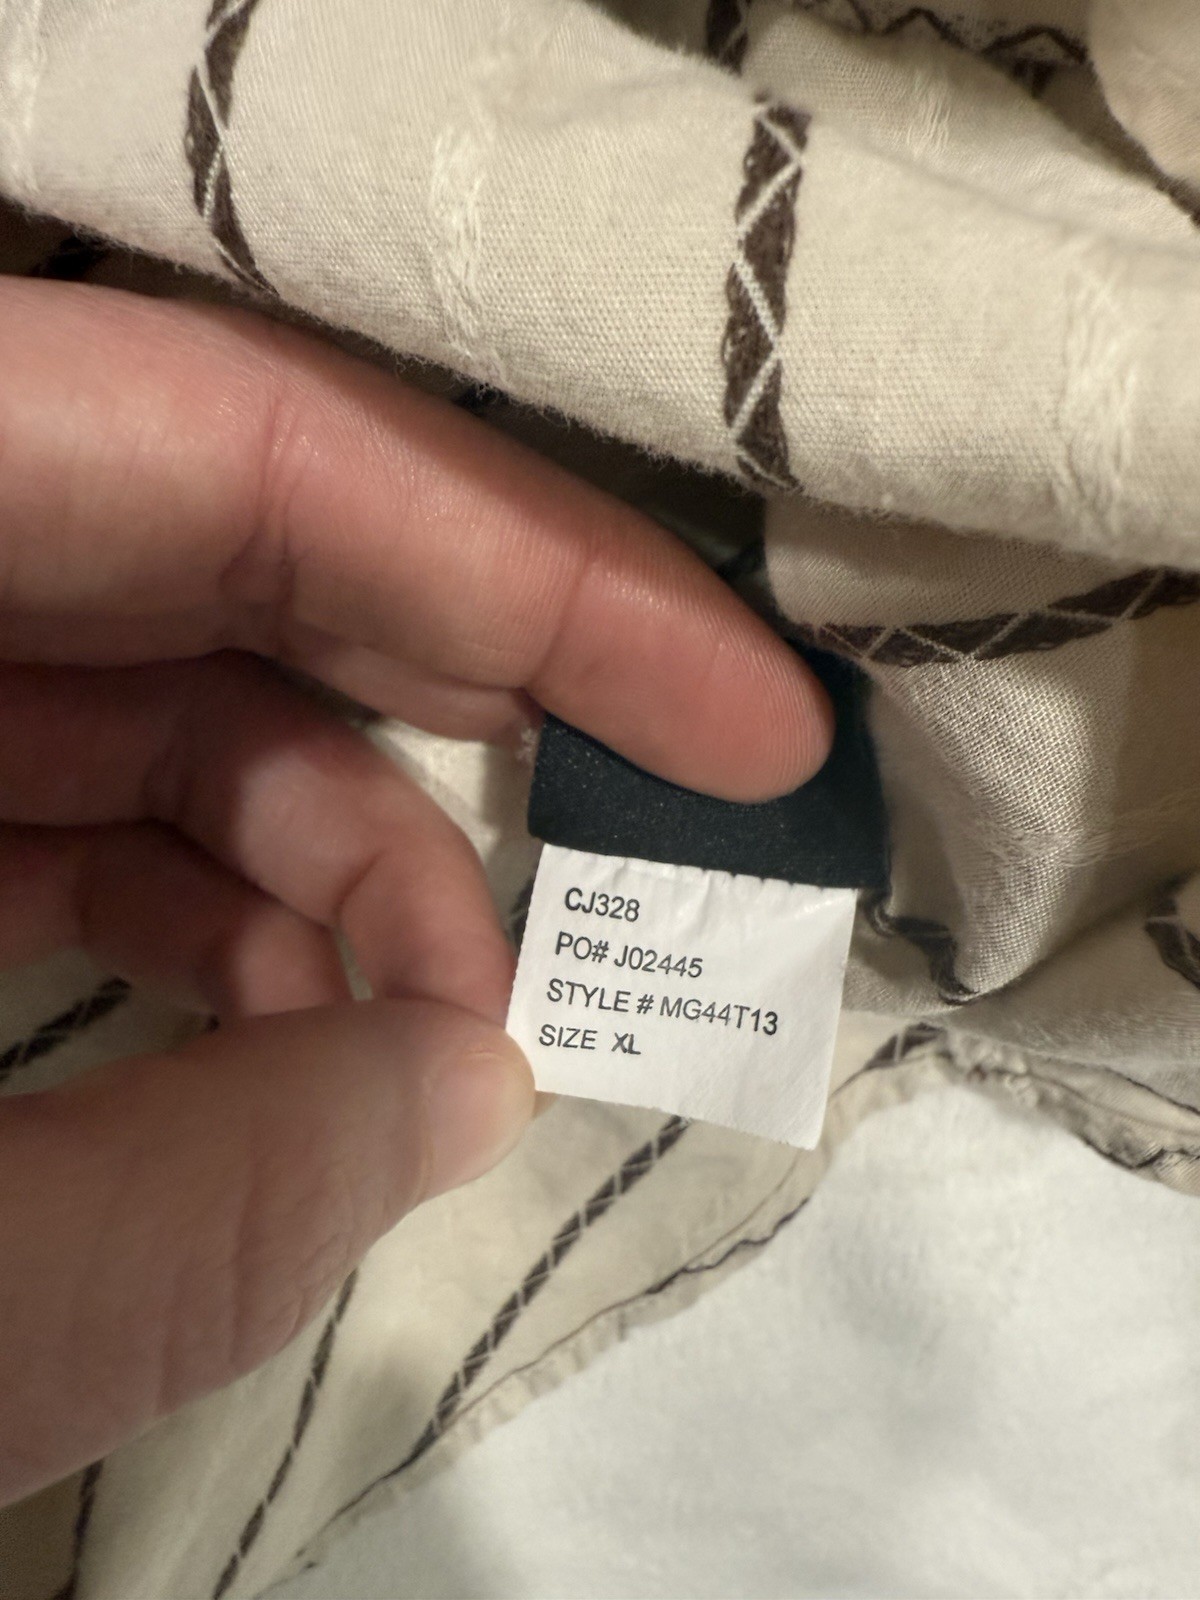 CJ328
PO# J02445
STYLE # MG44T13
SIZE XL